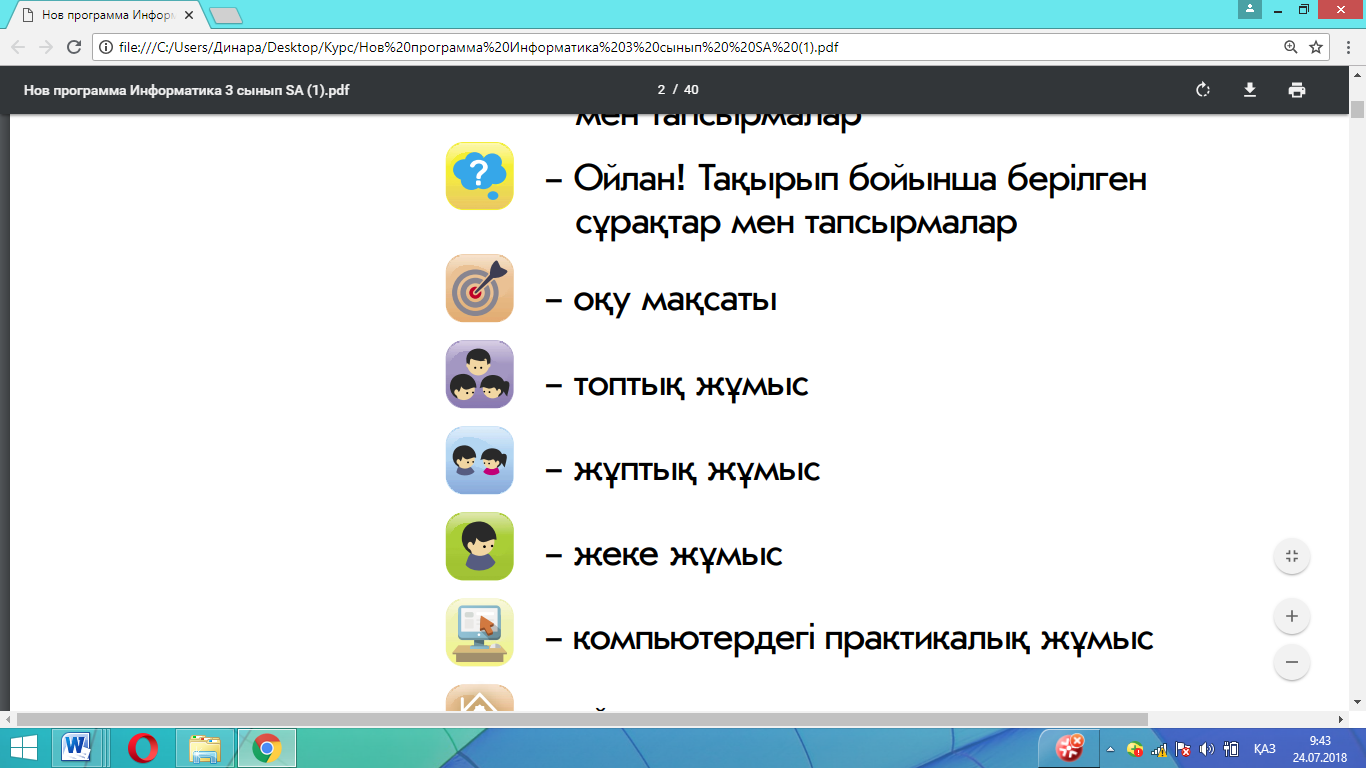 Нов программа Информ
file:///C:/Users/Динара/Desktop/Курс/Нов%20программа%20Информатика%203%20сынып%20%20SA%20(1).pdf
Нов программа Информатика 3 сынып SA (1).pdf
2 / 40
мен тапсырмалар
– Ойлан! Тақырып бойынша берілген
сұрақтар мен тапсырмалар
– оқу мақсаты
– топтық жұмыс
– жұптық жұмыс
– жеке жұмыс
– компьютердегі практикалық жұмыс
ҚАЗ
9:43
24.07.2018